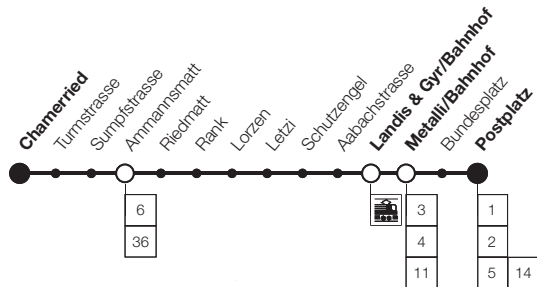 Chamerried
Turmstrasse
Sumpfstrasse
Ammannsmatt
Riedmatt
Rank
Lorzen
Letzi
Schutzengel
Aabachstrasse
Landis & Gyr/Bahnhof
Metalli/Bahnhof
Bundesplatz
Postplatz
6
36
3
4
11
1
2
5 14